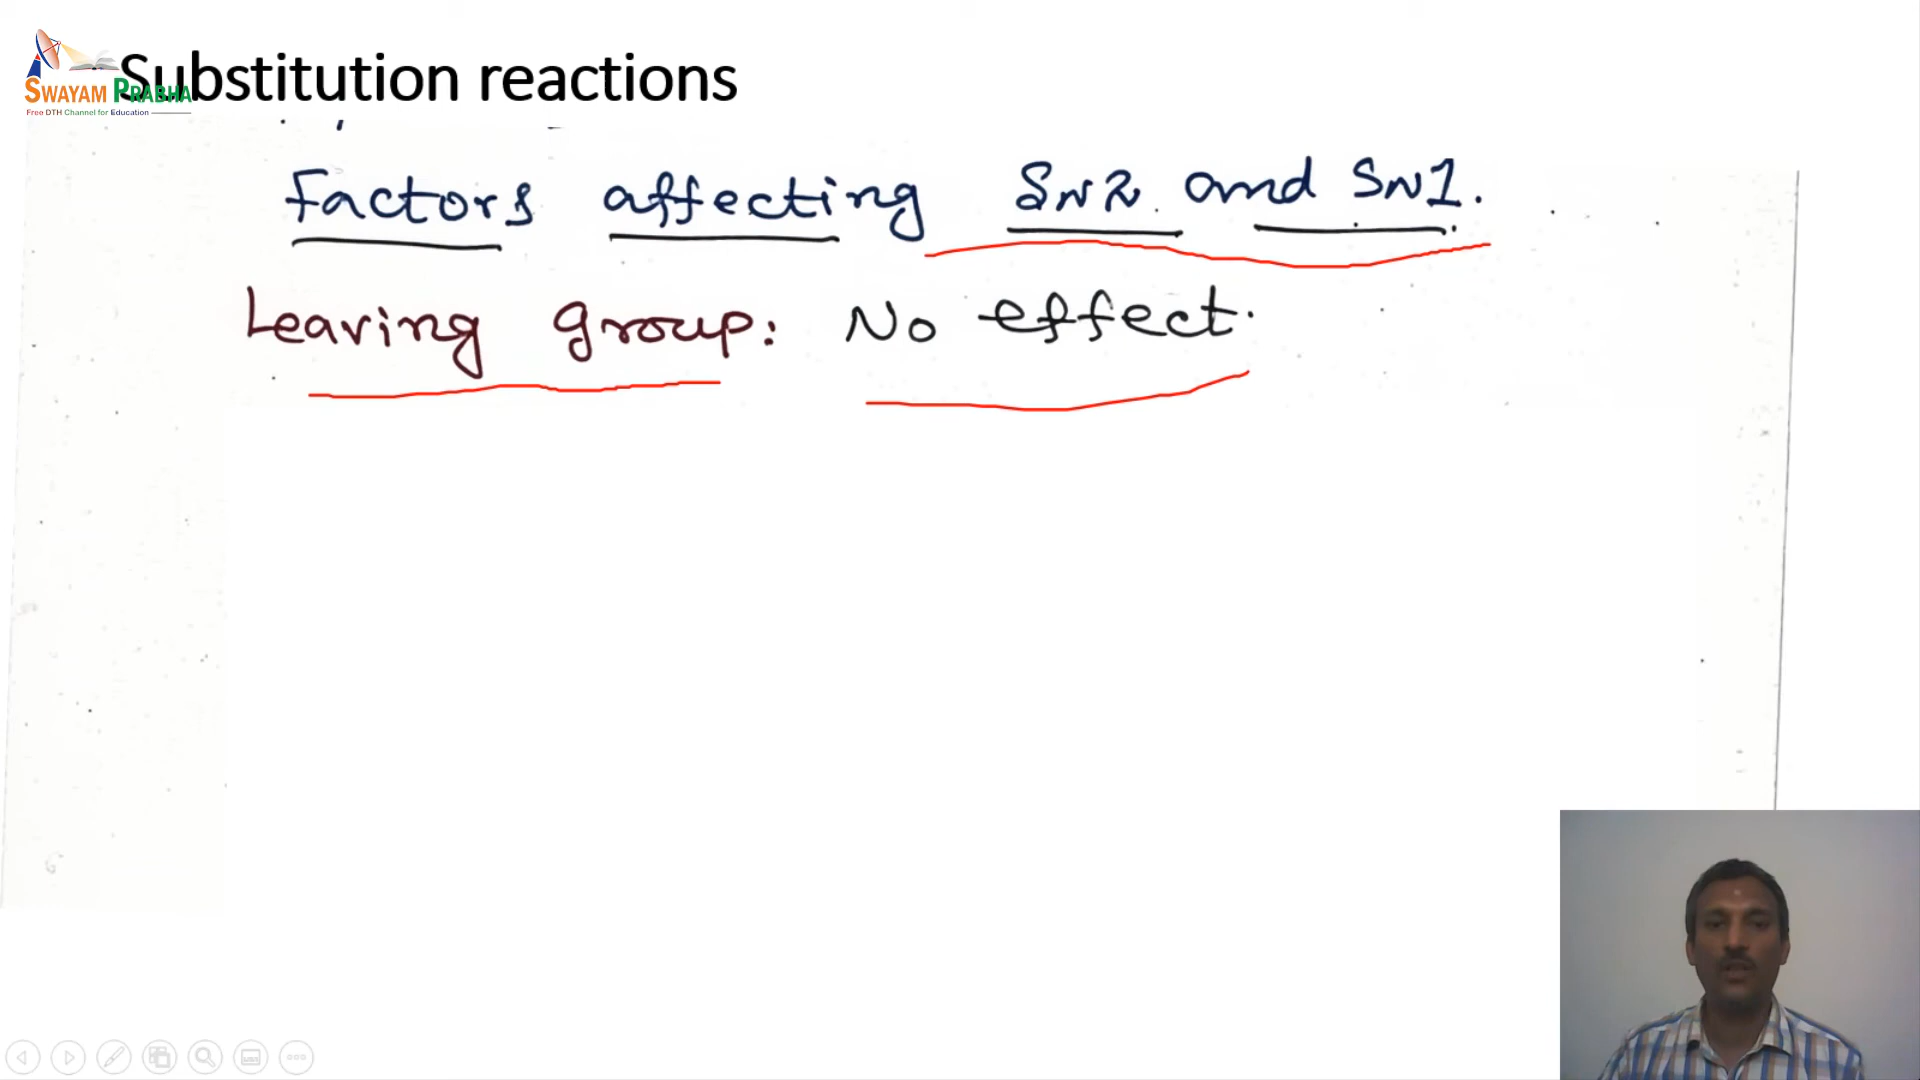 Substitution reactions
SWAYAM PRABHA
Free DTH Channel for Education
Factors affecting SN2 and SN1.
Leaving group: No effect.